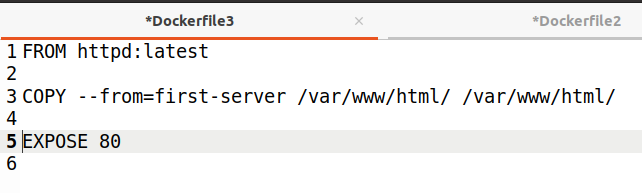 *Dockerfile3 × *Dockerfile2
1 FROM httpd:latest
2
3 COPY --from=first-server /var/www/html/ /var/www/html/
4
5 EXPOSE 80
6